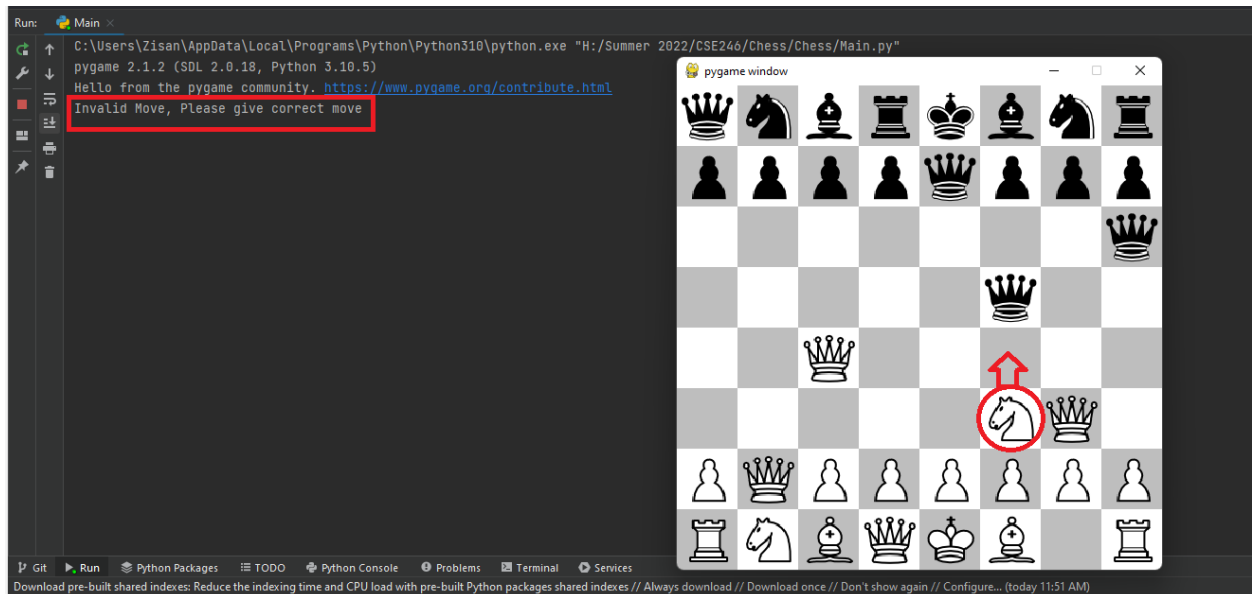 Run: Main
C:\Users\Zisan\AppData\Local\Programs\Python\Python310\python.exe "H:/Summer 2022/CSE246/Chess/Chess/Main.py"
pygame 2.1.2 (SDL 2.0.18, Python 3.10.5)
Hello from the pygame community. https://www.pygame.org/contribute.html
Invalid Move, Please give correct move
pygame window
Git Run Python Packages TODO Python Console Problems Terminal Services
Download pre-built shared indexes: Reduce the indexing time and CPU load with pre-built Python packages shared indexes // Always download // Download once // Don't show again // Configure... (today 11:51 AM)